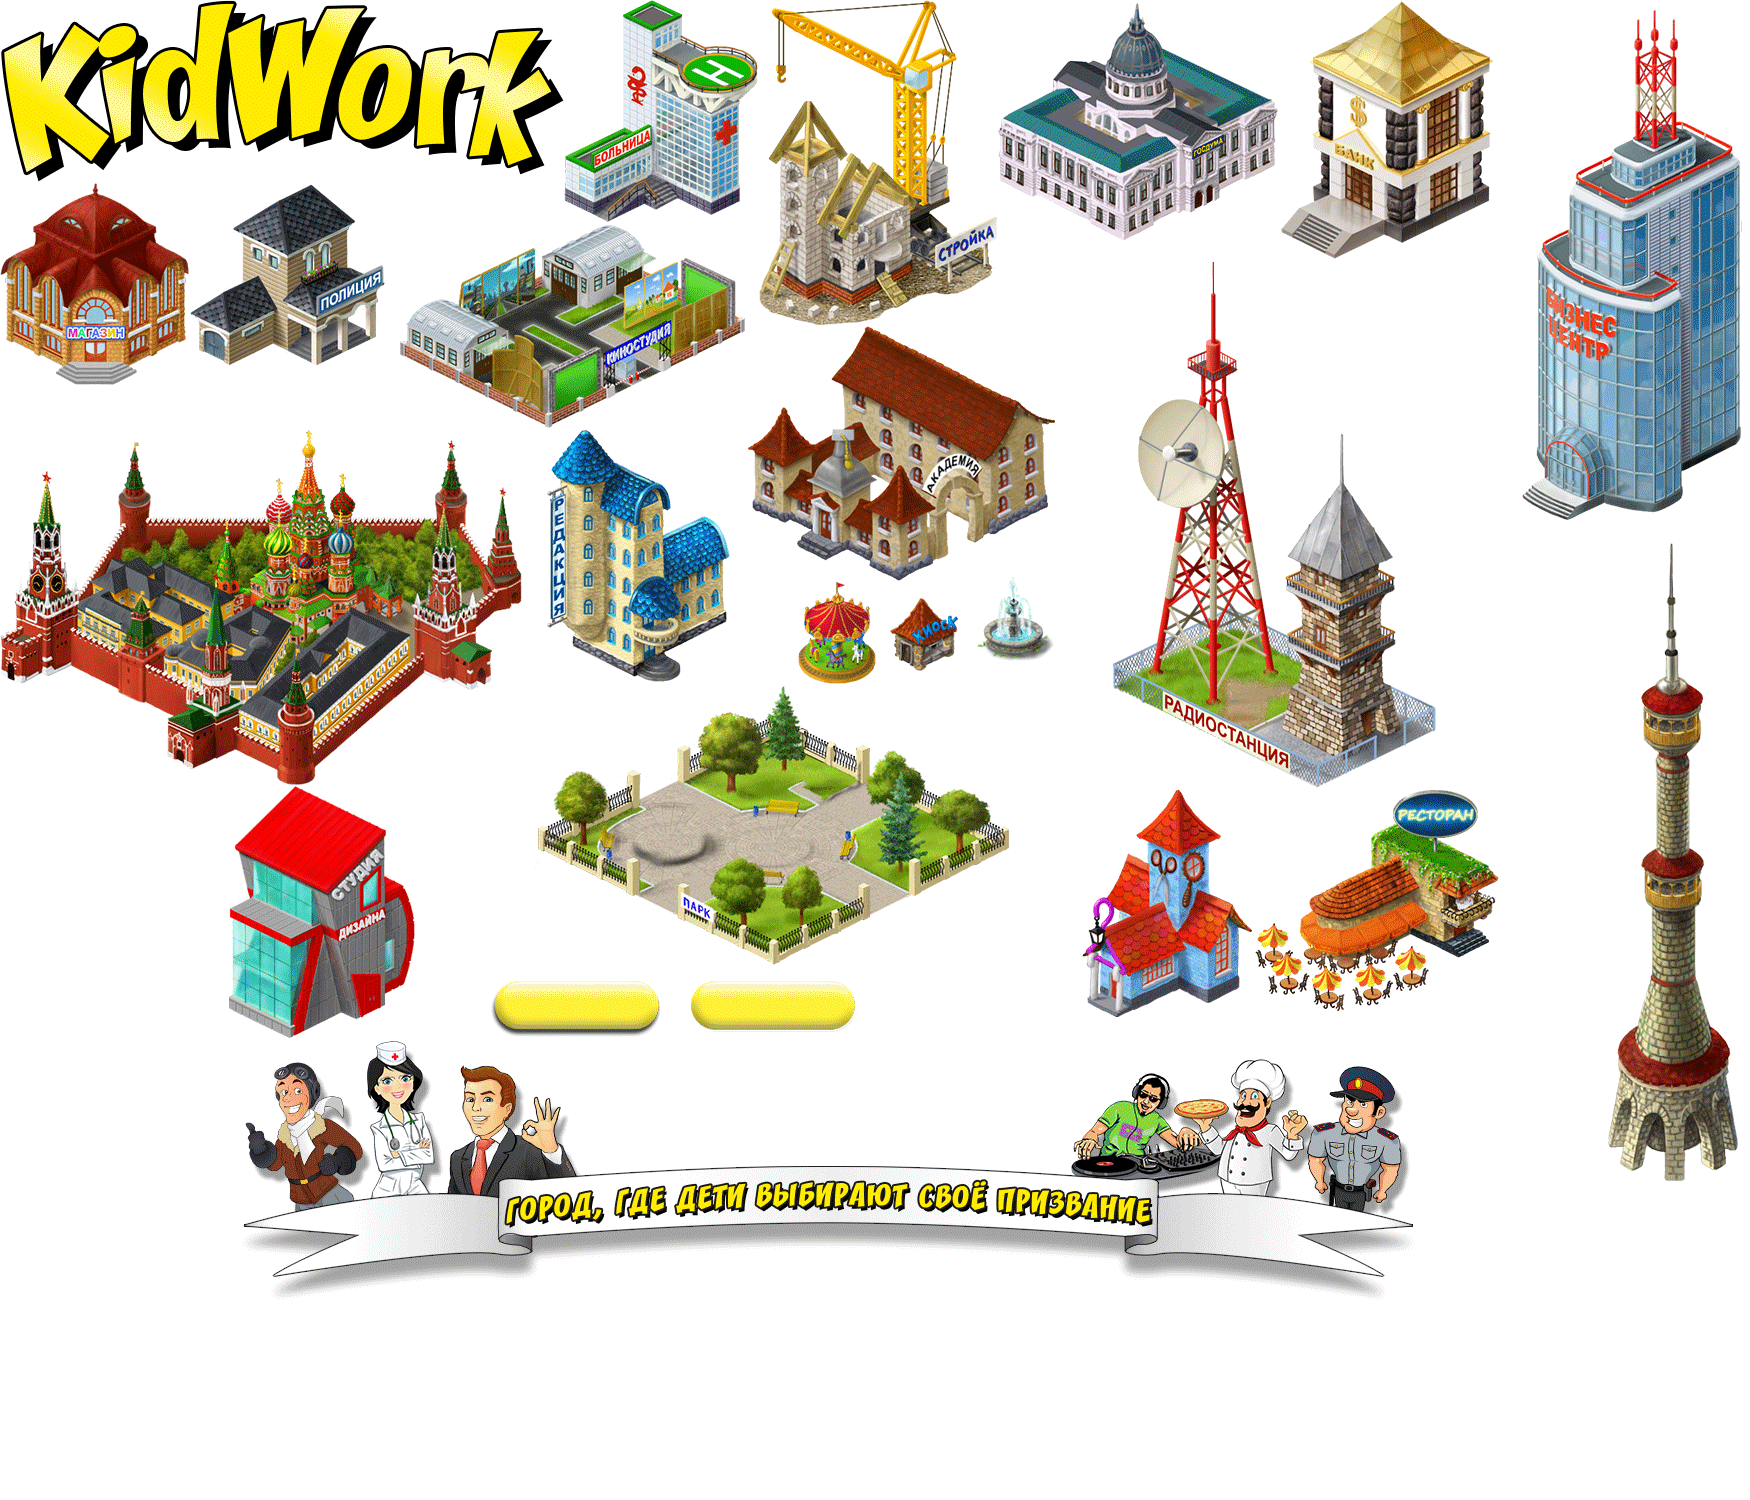 KidWork
БОЛЬНИЦА
ГОСДУМА
$
БАНК
СТРОЙКА
ПОЛИЦИЯ
МАГАЗИН
КИНОСТУДИЯ
БИЗНЕС
ЦЕНТР
АКАДЕМИЯ
РЕДАКЦИЯ
КИОСК
РАДИОСТАНЦИЯ
РЕСТОРАН
СТУДИЯ
ДИЗАЙНА
ПАРК
ГОРОД, ГДЕ ДЕТИ ВЫБИРАЮТ СВОЁ ПРИЗВАНИЕ
H